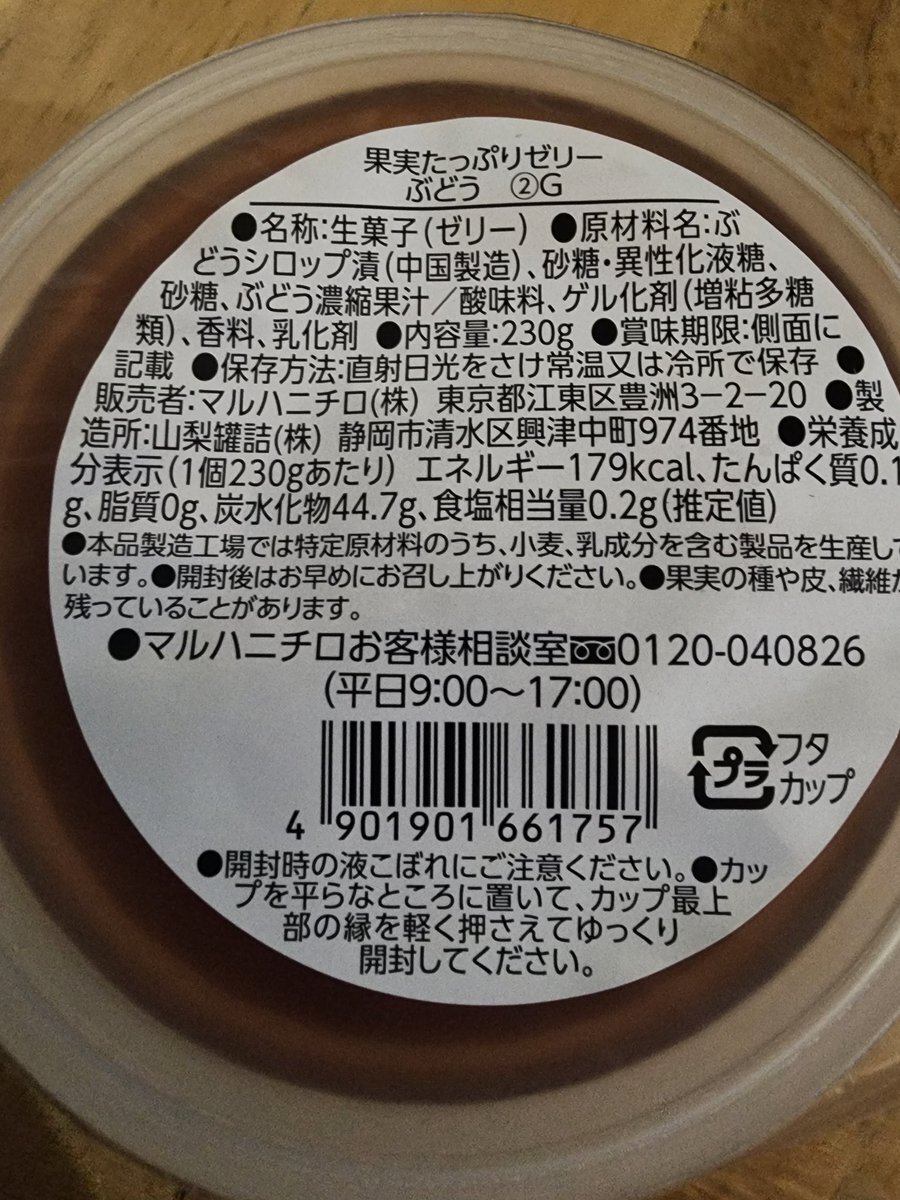 果実たっぷりゼリー
ぶどう ②G
●名称:生菓子(ゼリー) ●原材料名:ぶ
どうシロップ漬(中国製造)、砂糖・異性化液糖、
砂糖、ぶどう濃縮果汁/酸味料、ゲル化剤(増粘多糖
類)、香料、乳化剤 ●内容量:230g ●賞味期限:側面に
記載 ●保存方法:直射日光をさけ常温又は冷所で保存 ●
販売者:マルハニチロ(株) 東京都江東区豊洲3-2-20 ●製
造所:山梨罐詰(株) 静岡市清水区興津中町974番地 ●栄養成
分表示(1個230gあたり) エネルギー179kcal、たんぱく質0.1
g、脂質0g、炭水化物44.7g、食塩相当量0.2g(推定値)
●本品製造工場では特定原材料のうち、小麦、乳成分を含む製品を生産して
います。●開封後はお早めにお召し上がりください。●果実の種や皮、繊維が
残っていることがあります。
●マルハニチロお客様相談室0120-040826
(平日9:00~17:00)
プラ フタ
カップ
4 901901 661757
●開封時の液こぼれにご注意ください。●カッ
プを平らなところに置いて、カップ最上
部の縁を軽く押さえてゆっくり
開封してください。